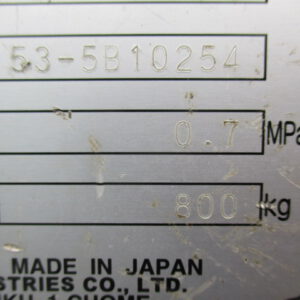 53-5B10254
0.7 MPa
800 kg
MADE IN JAPAN
STRIES CO., LTD.